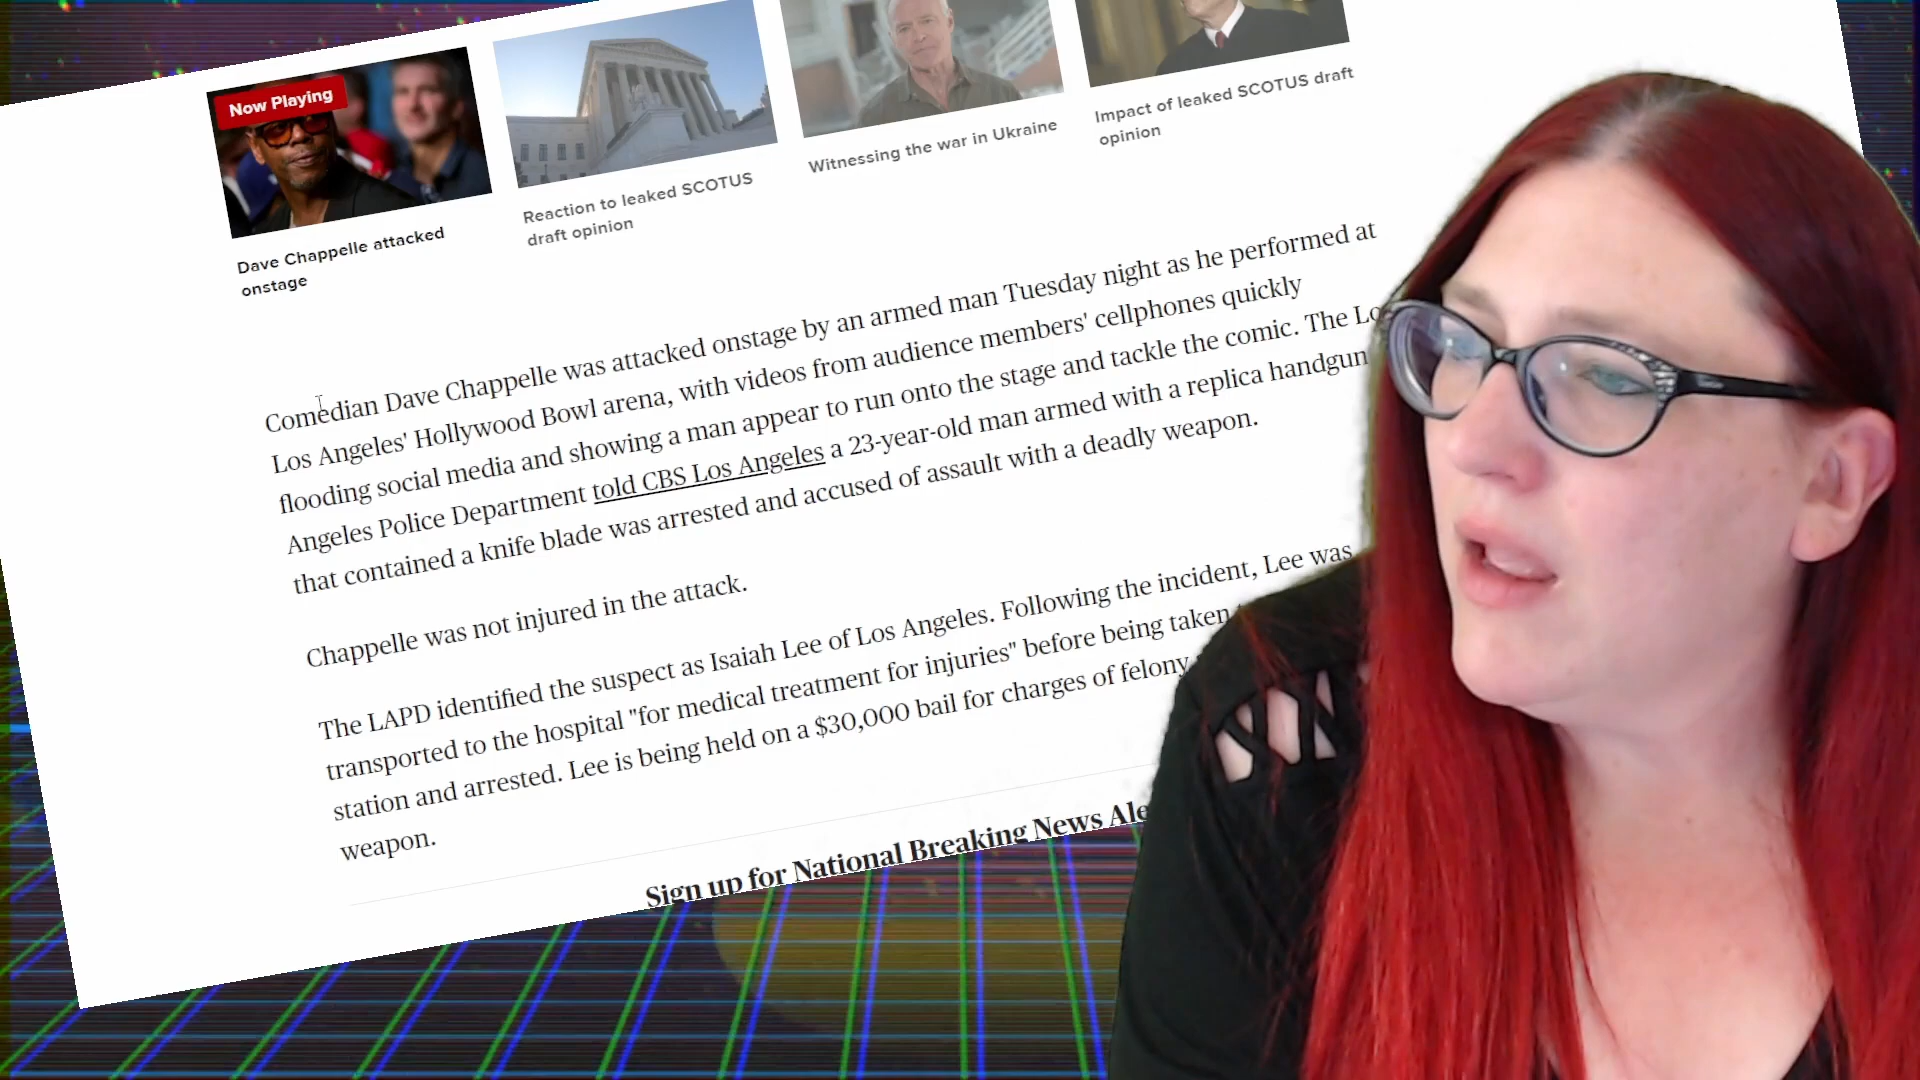 Now Playing
Dave Chappelle attacked
onstage
Reaction to leaked SCOTUS
draft opinion
Witnessing the war in Ukraine
Impact of leaked SCOTUS draft
opinion
Comedian Dave Chappelle was attacked onstage by an armed man Tuesday night as he performed at
Los Angeles' Hollywood Bowl arena, with videos from audience members' cellphones quickly
flooding social media and showing a man appear to run onto the stage and tackle the comic. The
Angeles Police Department told CBS Los Angeles a 23-year-old man armed with a replica handgun
that contained a knife blade was arrested and accused of assault with a deadly weapon.
Chappelle was not injured in the attack.
The LAPD identified the suspect as Isaiah Lee of Los Angeles. Following the incident, Lee was
transported to the hospital "for medical treatment for injuries" before being taken
station and arrested. Lee is being held on a $30,000 bail for charges of felony
weapon.
Sign up for National Breaking News